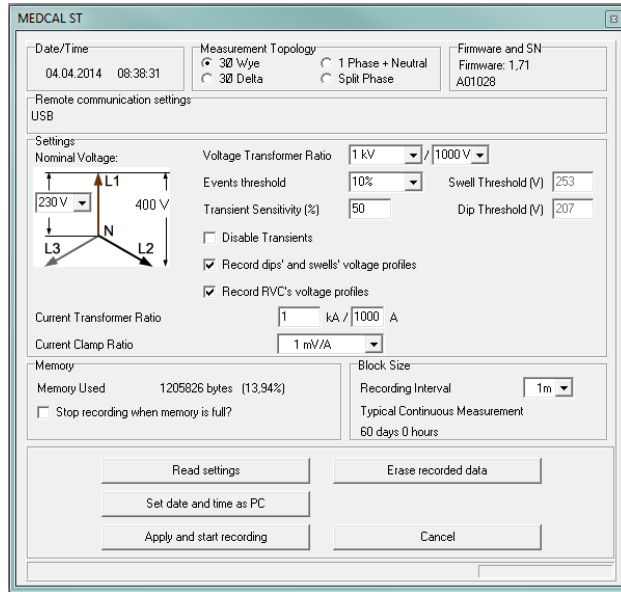 MEDCAL ST
Date/Time
04.04.2014 08:38:31
Measurement Topology
3Ø Wye
1 Phase + Neutral
3Ø Delta
Split Phase
Firmware and SN
Firmware: 1,71
A01028
Remote communication settings
USB
Settings
Nominal Voltage:
L1
230 V
400 V
N
L3
L2
Voltage Transformer Ratio 1 kV / 1000 V
Events threshold 10% Swell Threshold (V) 253
Transient Sensitivity (%) 50 Dip Threshold (V) 207
Disable Transients
Record dips' and swells' voltage profiles
Record RVC's voltage profiles
Current Transformer Ratio 1 kA / 1000 A
Current Clamp Ratio 1 mV/A
Memory
Memory Used 1205826 bytes (13,94%)
Stop recording when memory is full?
Block Size
Recording Interval 1m
Typical Continuous Measurement
60 days 0 hours
Read settings
Erase recorded data
Set date and time as PC
Apply and start recording
Cancel